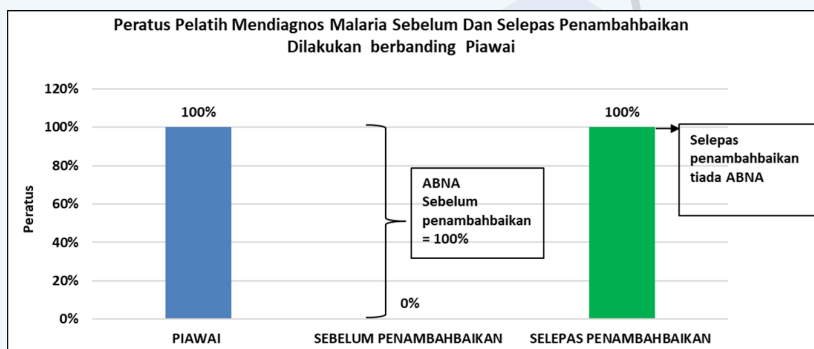 Peratus Pelatih Mendiagnos Malaria Sebelum Dan Selepas Penambahbaikan
Dilakukan berbanding Piawai
120%
100%
80%
60%
40%
20%
0%
Peratus
100%
ABNA
Sebelum
penambahbaikan
= 100%
0%
100%
Selepas
penambahbaikan
tiada ABNA
PIAWAI
SEBELUM PENAMBAHBAIKAN
SELEPAS PENAMBAHBAIKAN